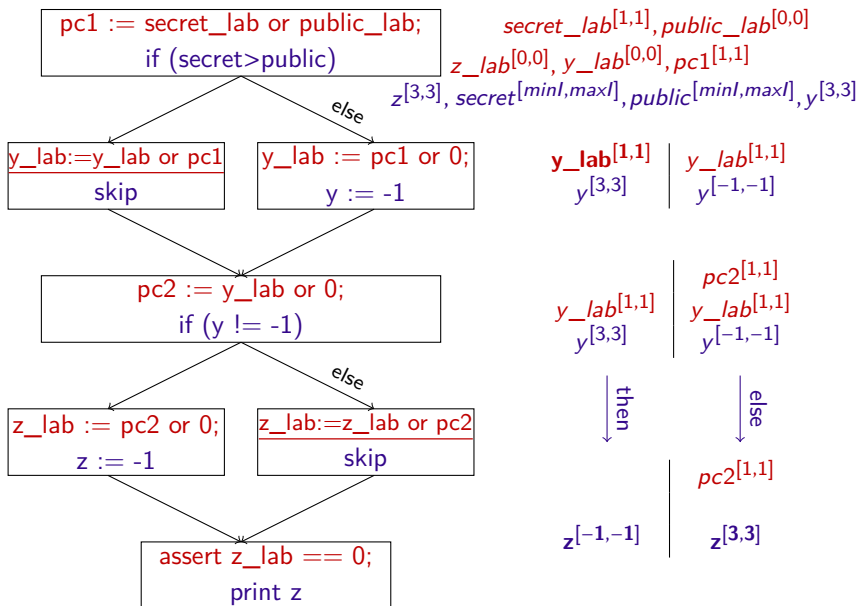 pc1 := secret_lab or public_lab;
if (secret>public)
secret_lab[1,1], public_lab[0,0]
z_lab[0,0], y_lab[0,0], pc1[1,1]
z[3,3], secret[minI,maxI], public[minI,maxI], y[3,3]
else
y_lab:=y_lab or pc1
skip
y_lab := pc1 or 0;
y := -1
y_lab[1,1] y_lab[1,1]
y[3,3] y[−1,−1]
pc2 := y_lab or 0;
if (y != -1)
pc2[1,1]
y_lab[1,1] y_lab[1,1]
y[3,3] y[−1,−1]
else
then
else
z_lab := pc2 or 0;
z := -1
z_lab:=z_lab or pc2
skip
pc2[1,1]
z[−1,−1] z[3,3]
assert z_lab == 0;
print z